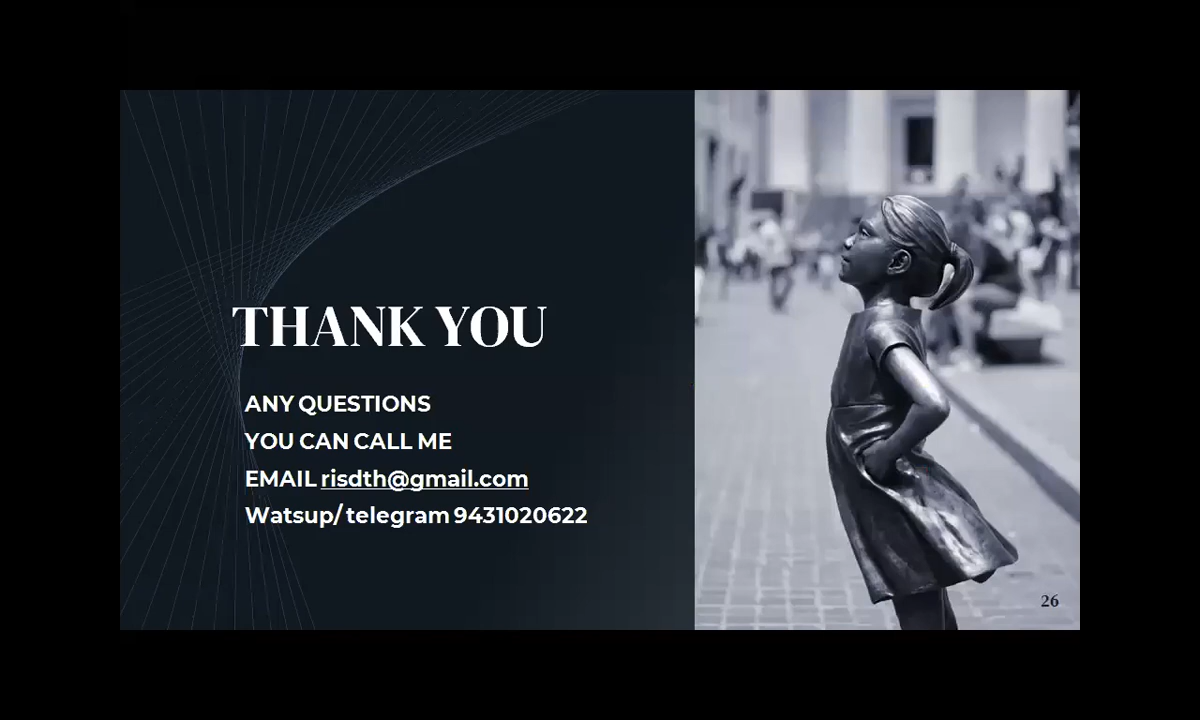 THANK YOU
ANY QUESTIONS
YOU CAN CALL ME
EMAIL risdth@gmail.com
Watsup/ telegram 9431020622
26